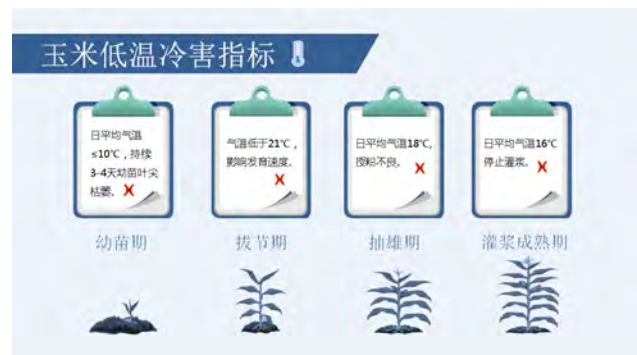 玉米低温冷害指标
日平均气温
≤10℃，持续
3-4天幼苗叶尖
枯萎。
气温低于21℃，
影响发育速度。
日平均气温18℃,
授粉不良。
日平均气温16℃
停止灌浆。
幼苗期
拔节期
抽雄期
灌浆成熟期